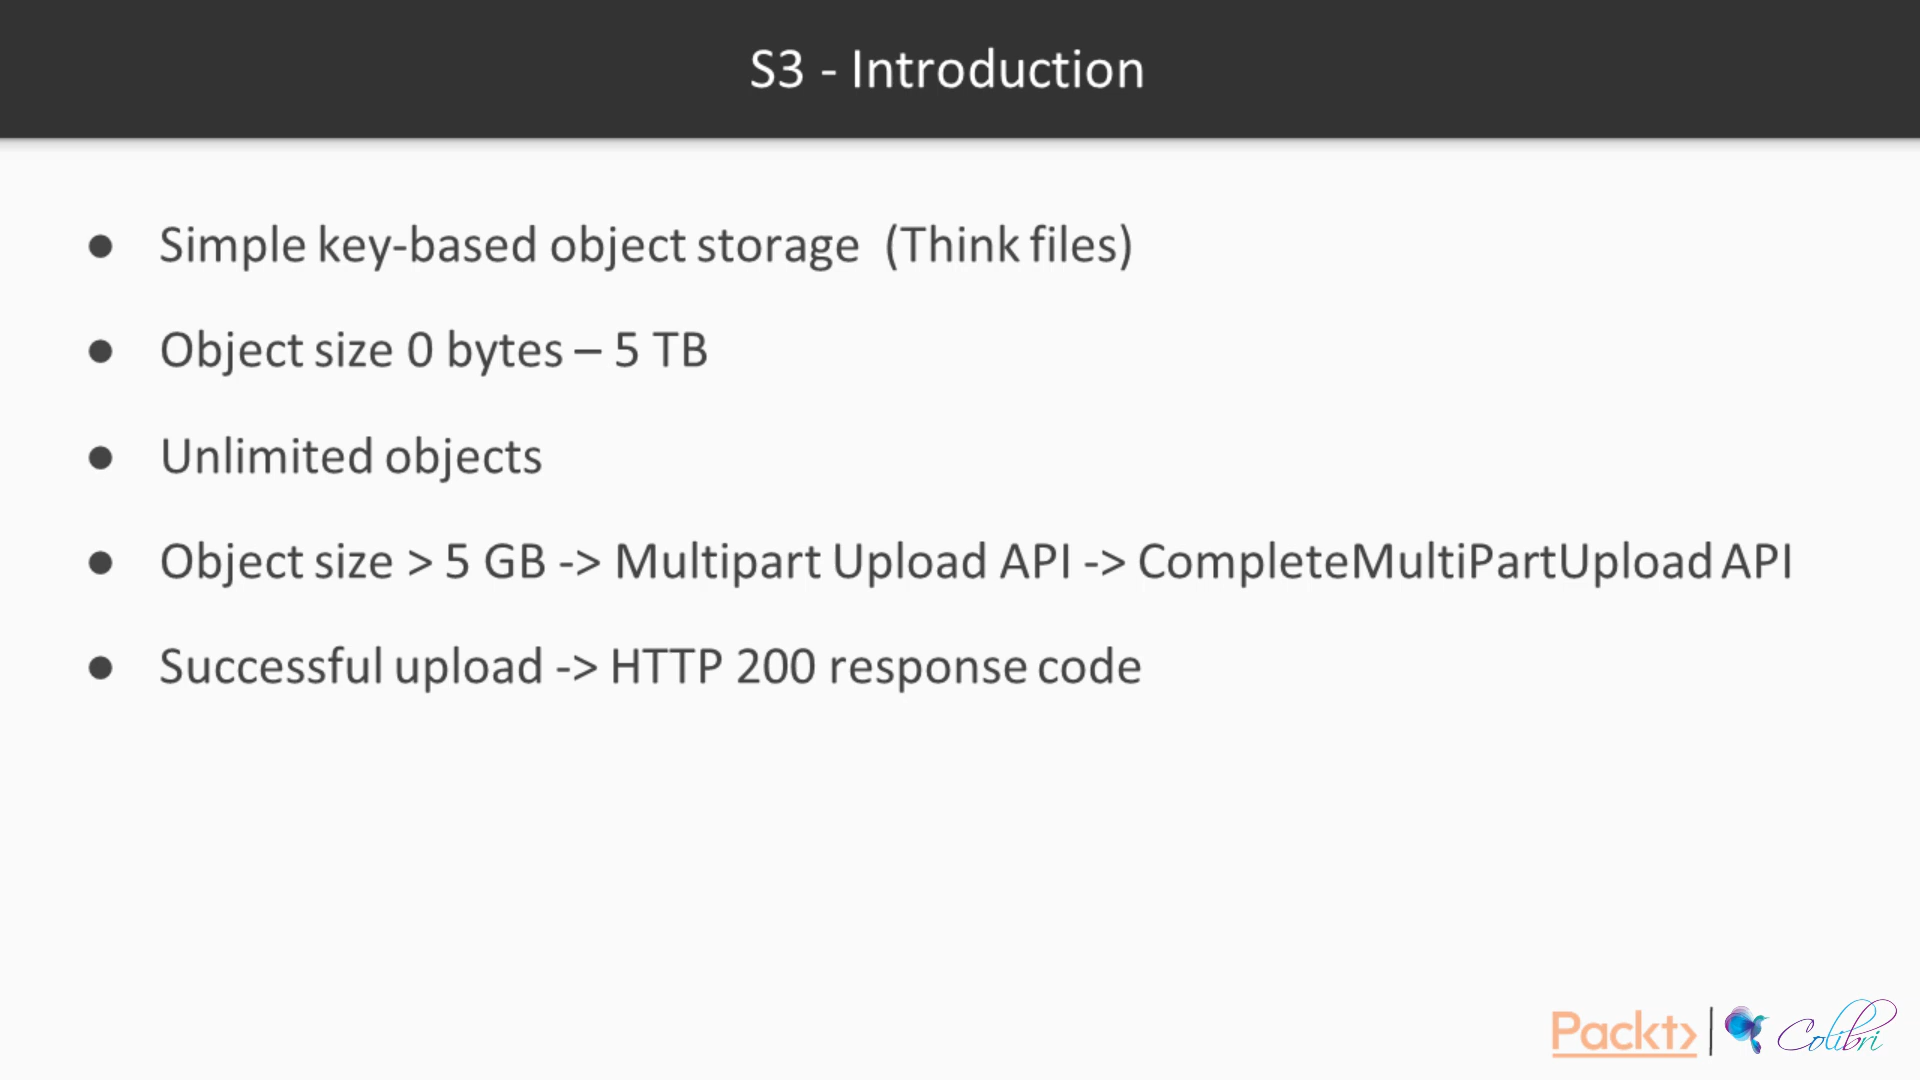 S3 - Introduction
● Simple key-based object storage (Think files)
● Object size 0 bytes – 5 TB
● Unlimited objects
● Object size > 5 GB -> Multipart Upload API -> CompleteMultiPartUpload API
● Successful upload -> HTTP 200 response code
Packt> | Colibri